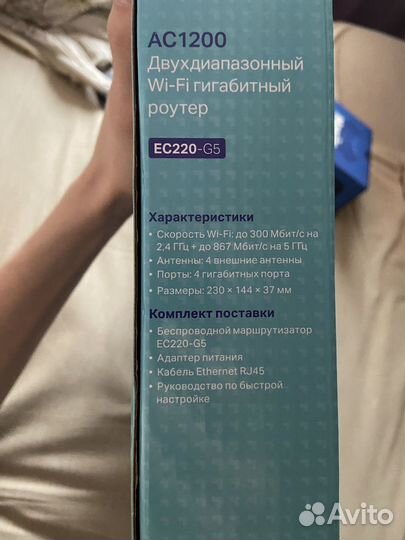 AC1200
Двухдиапазонный
Wi-Fi гигабитный
роутер
EC220-G5
Характеристики
• Скорость Wi-Fi: до 300 Мбит/с на
2,4 ГГц + до 867 Мбит/с на 5 ГГц
• Антенны: 4 внешние антенны
• Порты: 4 гигабитных порта
• Размеры: 230 × 144 × 37 мм
Комплект поставки
• Беспроводной маршрутизатор
EC220-G5
• Адаптер питания
• Кабель Ethernet RJ45
• Руководство по быстрой
настройке
Avito